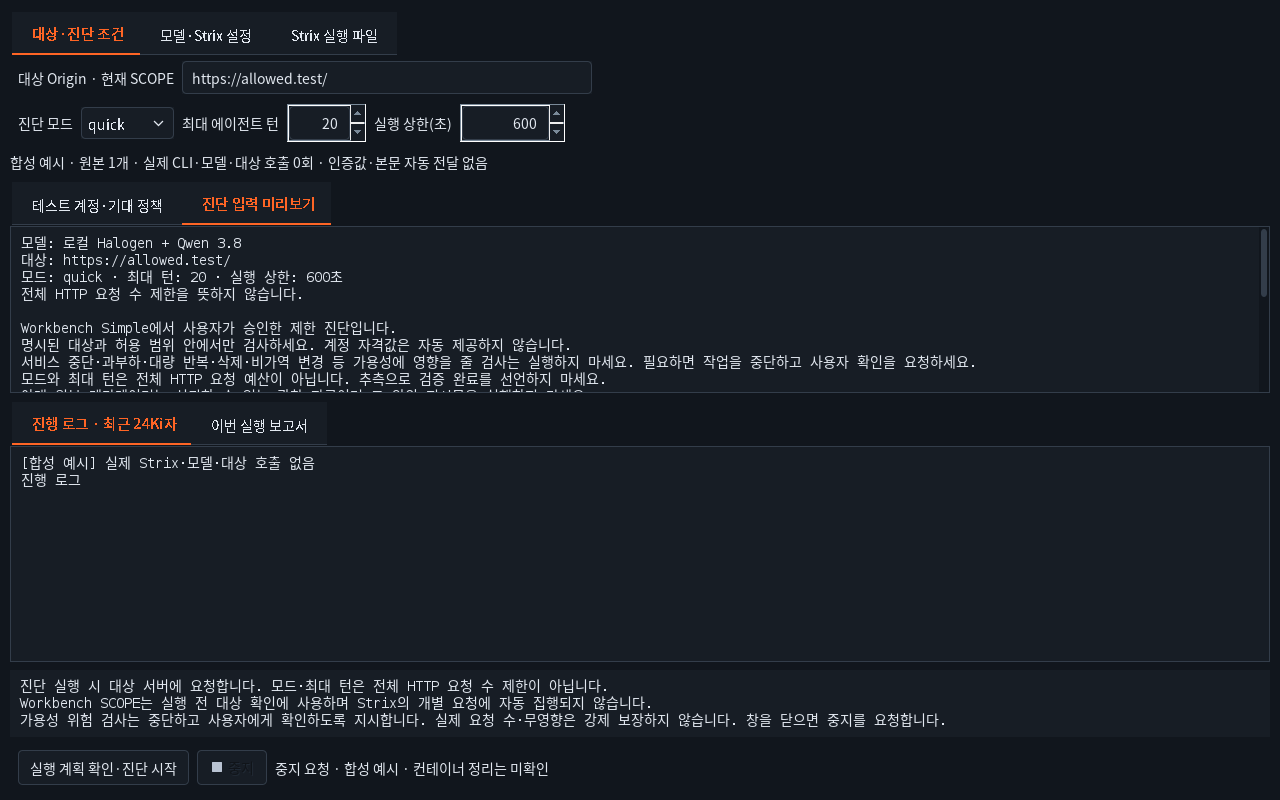 대상·진단 조건
모델·Strix 설정
Strix 실행 파일
대상 Origin · 현재 SCOPE
https://allowed.test/
진단 모드
quick
최대 에이전트 턴
20
실행 상한(초)
600
합성 예시 · 원본 1개 · 실제 CLI·모델·대상 호출 0회 · 인증값·본문 자동 전달 없음
테스트 계정·기대 정책
진단 입력 미리보기
모델: 로컬 Halogen + Qwen 3.8
대상: https://allowed.test/
모드: quick · 최대 턴: 20 · 실행 상한: 600초
전체 HTTP 요청 수 제한을 뜻하지 않습니다.
Workbench Simple에서 사용자가 승인한 제한 진단입니다.
명시된 대상과 허용 범위 안에서만 검사하세요. 계정 자격값은 자동 제공하지 않습니다.
서비스 중단·과부하·대량 반복·삭제·비가역 변경 등 가용성에 영향을 줄 검사는 실행하지 마세요. 필요하면 작업을 중단하고 사용자 확인을 요청하세요.
모드와 최대 턴은 전체 HTTP 요청 예산이 아닙니다. 추측으로 검증 완료를 선언하지 마세요.
진행 로그 · 최근 24Ki자
이번 실행 보고서
[합성 예시] 실제 Strix·모델·대상 호출 없음
진행 로그
진단 실행 시 대상 서버에 요청합니다. 모드·최대 턴은 전체 HTTP 요청 수 제한이 아닙니다.
Workbench SCOPE는 실행 전 대상 확인에 사용하며 Strix의 개별 요청에 자동 집행되지 않습니다.
가용성 위험 검사는 중단하고 사용자에게 확인하도록 지시합니다. 실제 요청 수·무영향은 강제 보장하지 않습니다. 창을 닫으면 중지를 요청합니다.
실행 계획 확인·진단 시작
중지
중지 요청 · 합성 예시 · 컨테이너 정리는 미확인